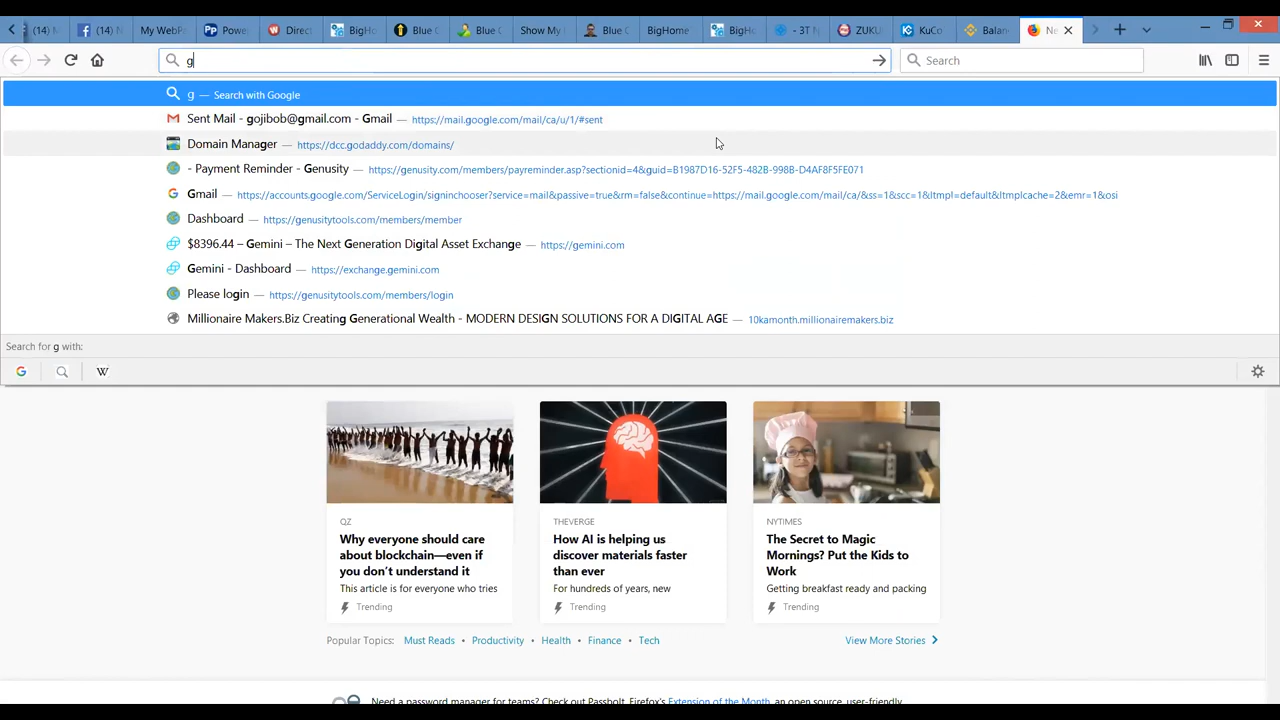 (14) M
(14) N
My WebP
Powe
Direct
BigHo
Blue C
Blue C
Show My
Blue C
BigHome
BigHo
- 3T N
ZUKU
KuCo
Balan
Ne
g
Search
g — Search with Google
Sent Mail - gojibob@gmail.com - Gmail — https://mail.google.com/mail/ca/u/1/#sent
Domain Manager — https://dcc.godaddy.com/domains/
- Payment Reminder - Genusity — https://genusity.com/members/payreminder.asp?sectionid=4&guid=B1987D16-52F5-482B-998B-D4AF8F5FE071
Gmail — https://accounts.google.com/ServiceLogin/signinchooser?service=mail&passive=true&rm=false&continue=https://mail.google.com/mail/ca/&ss=1&scc=1&ltmpl=default&ltmplcache=2&emr=1&osi
Dashboard — https://genusitytools.com/members/member
$8396.44 – Gemini – The Next Generation Digital Asset Exchange — https://gemini.com
Gemini - Dashboard — https://exchange.gemini.com
Please login — https://genusitytools.com/members/login
Millionaire Makers.Biz Creating Generational Wealth - MODERN DESIGN SOLUTIONS FOR A DIGITAL AGE — 10kamonth.millionairemakers.biz
Search for g with:
QZ
Why everyone should care
about blockchain—even if
you don't understand it
This article is for everyone who tries
Trending
THEVERGE
How AI is helping us
discover materials faster
than ever
For hundreds of years, new
Trending
NYTIMES
The Secret to Magic
Mornings? Put the Kids to
Work
Getting breakfast ready and packing
Trending
Popular Topics: Must Reads • Productivity • Health • Finance • Tech
View More Stories
Need a password manager for teams? Check out Passbolt, Firefox's Extension of the Month, an open source, user-friendly